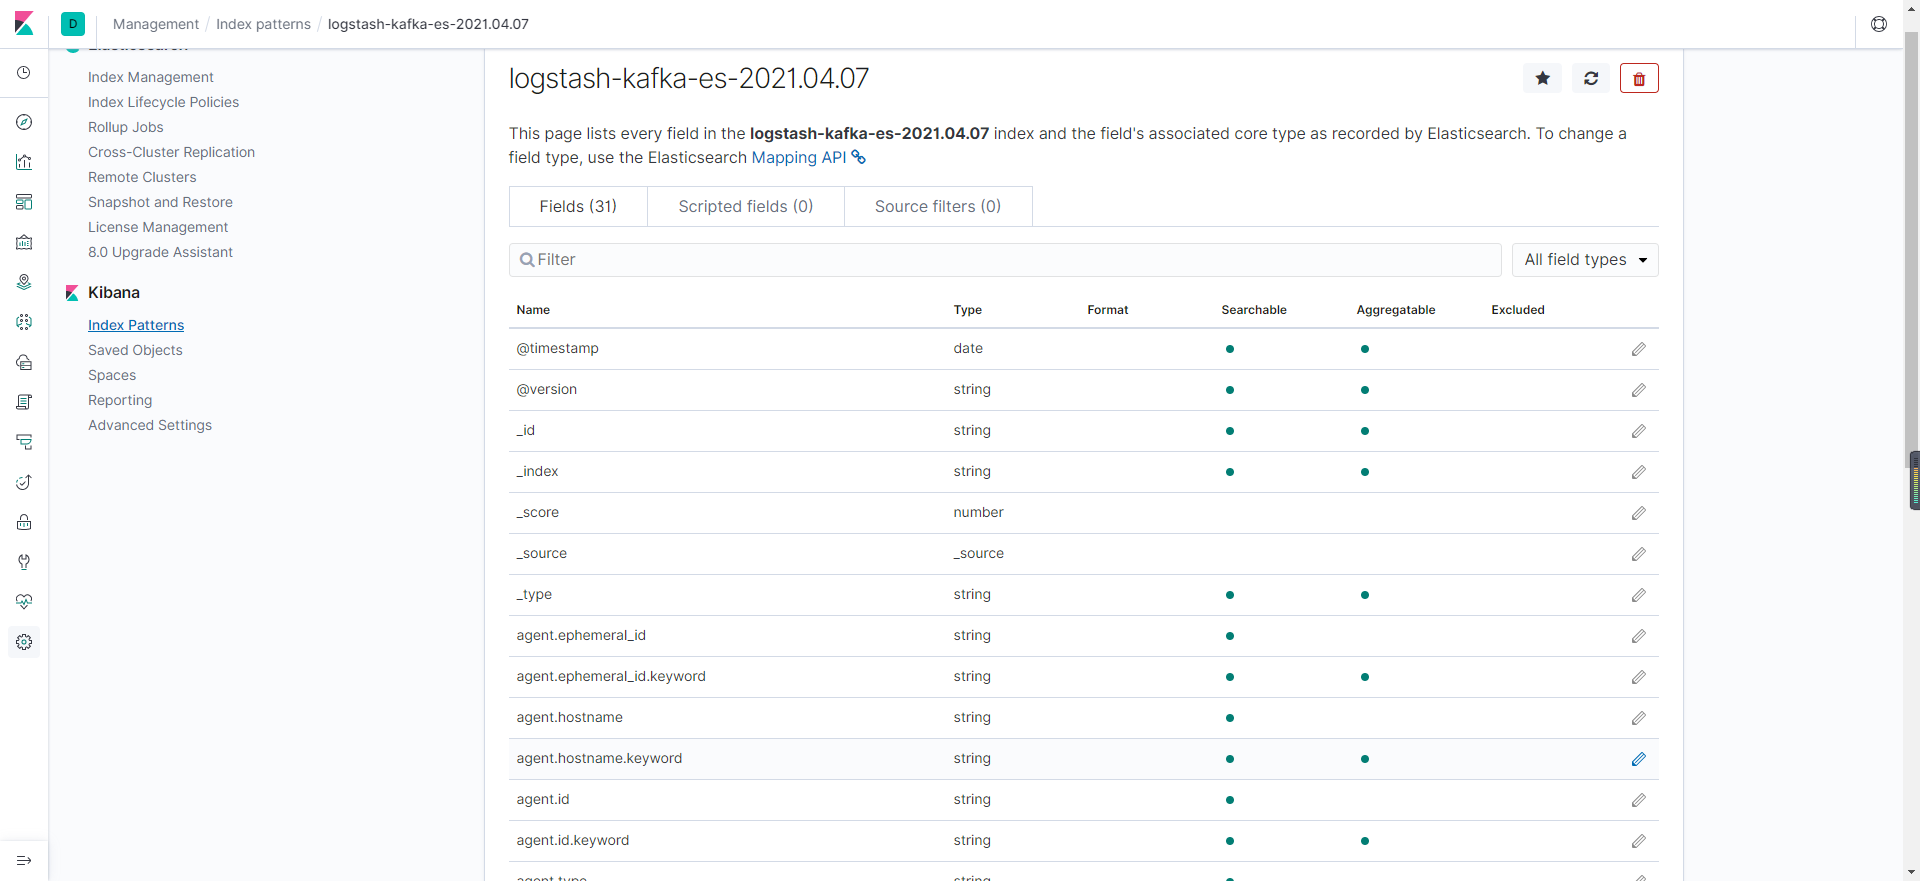 D Management / Index patterns / logstash-kafka-es-2021.04.07
Elasticsearch
Index Management
Index Lifecycle Policies
Rollup Jobs
Cross-Cluster Replication
Remote Clusters
Snapshot and Restore
License Management
8.0 Upgrade Assistant
Kibana
Index Patterns
Saved Objects
Spaces
Reporting
Advanced Settings
logstash-kafka-es-2021.04.07
This page lists every field in the logstash-kafka-es-2021.04.07 index and the field's associated core type as recorded by Elasticsearch. To change a
field type, use the Elasticsearch Mapping API
Fields (31) Scripted fields (0) Source filters (0)
Filter All field types
Name Type Format Searchable Aggregatable Excluded
@timestamp date
@version string
_id string
_index string
_score number
_source _source
_type string
agent.ephemeral_id string
agent.ephemeral_id.keyword string
agent.hostname string
agent.hostname.keyword string
agent.id string
agent.id.keyword string
agent.type string